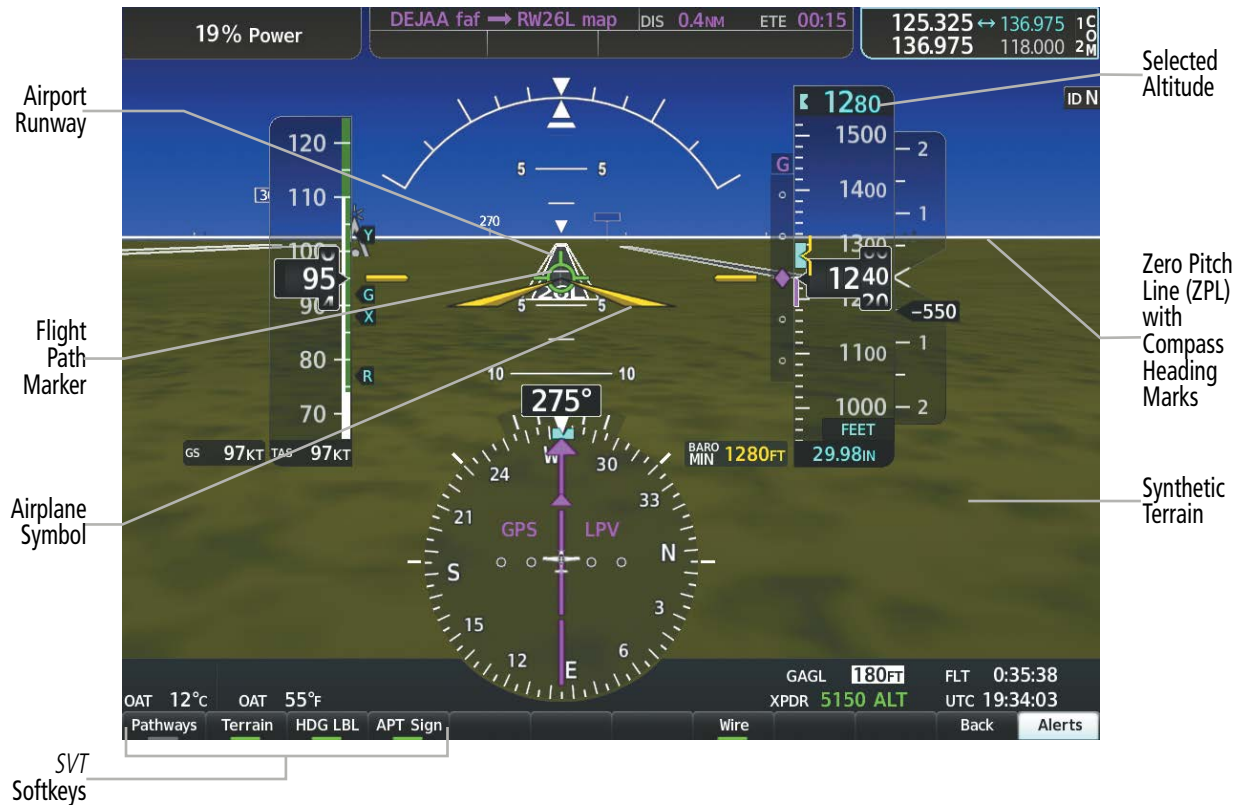 19% Power
DEJAA faf → RW26L map DIS 0.4NM ETE 00:15
125.325 ↔ 136.975 1 C
136.975 118.000 2 O M
Selected
Altitude
Airport
Runway
1280
ID N
120
110
100
95
90
80
70
Y
G
X
R
GS 97KT TAS 97KT
5 5
270
26L
5 5
10 10
G
1500
1400
1300
1240
20
1100
1000
FEET
29.98IN
2
1
-550
1
2
BARO
MIN 1280FT
Zero Pitch
Line (ZPL)
with
Compass
Heading
Marks
Flight
Path
Marker
275°
W 30 33 N 3 6 E 12 15 S 21 24
GPS LPV
Airplane
Symbol
Synthetic
Terrain
OAT 12°C OAT 55°F
GAGL 180FT FLT 0:35:38
XPDR 5150 ALT UTC 19:34:03
Pathways Terrain HDG LBL APT Sign Wire Back Alerts
SVT
Softkeys